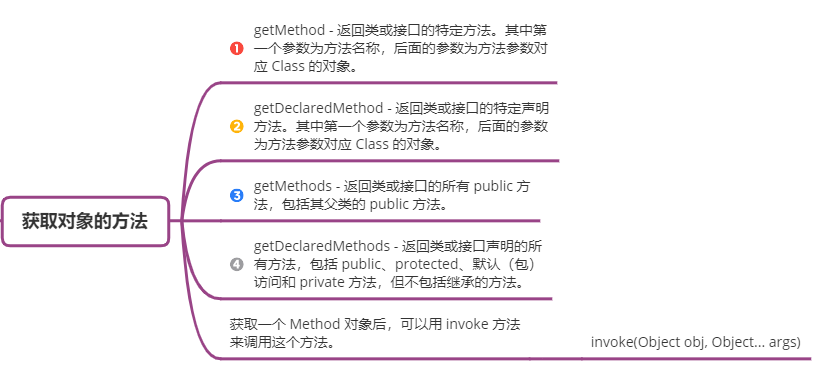 getMethod - 返回类或接口的特定方法。其中第
一个参数为方法名称，后面的参数为方法参数对
应 Class 的对象。
1
getDeclaredMethod - 返回类或接口的特定声明
方法。其中第一个参数为方法名称，后面的参数
为方法参数对应 Class 的对象。
2
getMethods - 返回类或接口的所有 public 方
法，包括其父类的 public 方法。
3
获取对象的方法
getDeclaredMethods - 返回类或接口声明的所
有方法，包括 public、protected、默认（包）
访问和 private 方法，但不包括继承的方法。
4
获取一个 Method 对象后，可以用 invoke 方法
来调用这个方法。
invoke(Object obj, Object... args)